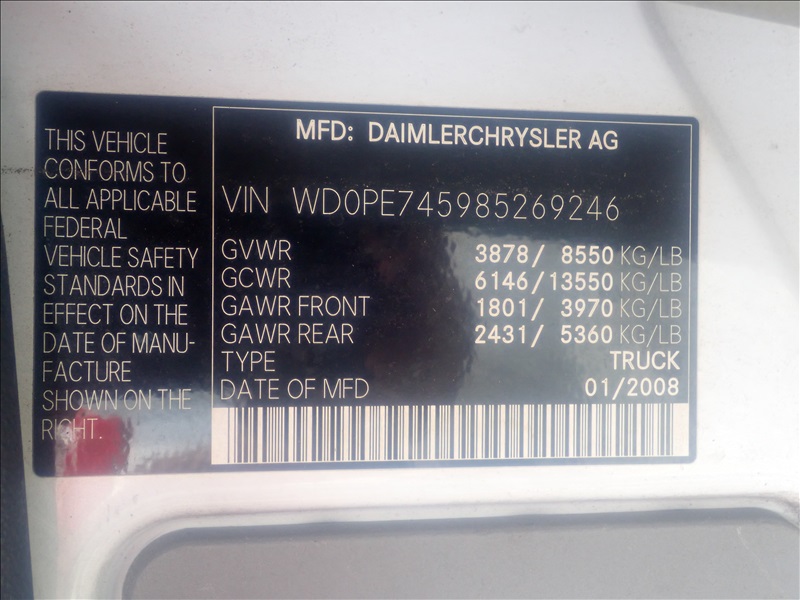 THIS VEHICLE
CONFORMS TO
ALL APPLICABLE
FEDERAL
VEHICLE SAFETY
STANDARDS IN
EFFECT ON THE
DATE OF MANU-
FACTURE
SHOWN ON THE
RIGHT.
MFD: DAIMLERCHRYSLER AG
VIN WD0PE745985269246
GVWR 3878/ 8550 KG/LB
GCWR 6146/13550 KG/LB
GAWR FRONT 1801/ 3970 KG/LB
GAWR REAR 2431/ 5360 KG/LB
TYPE TRUCK
DATE OF MFD 01/2008